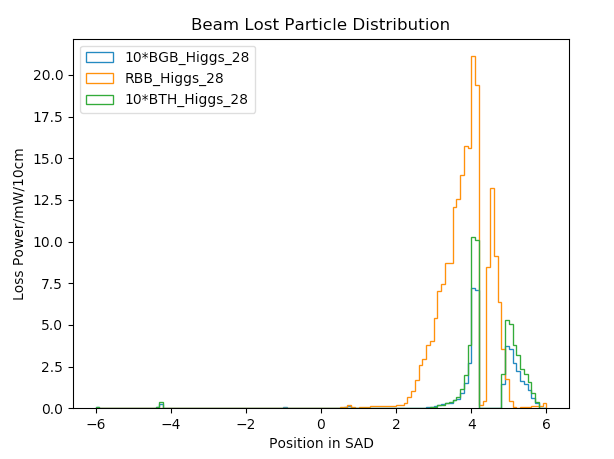 Beam Lost Particle Distribution
10*BGB_Higgs_28
RBB_Higgs_28
10*BTH_Higgs_28
Loss Power/mW/10cm
20.0
17.5
15.0
12.5
10.0
7.5
5.0
2.5
0.0
−6 −4 −2 0 2 4 6
Position in SAD